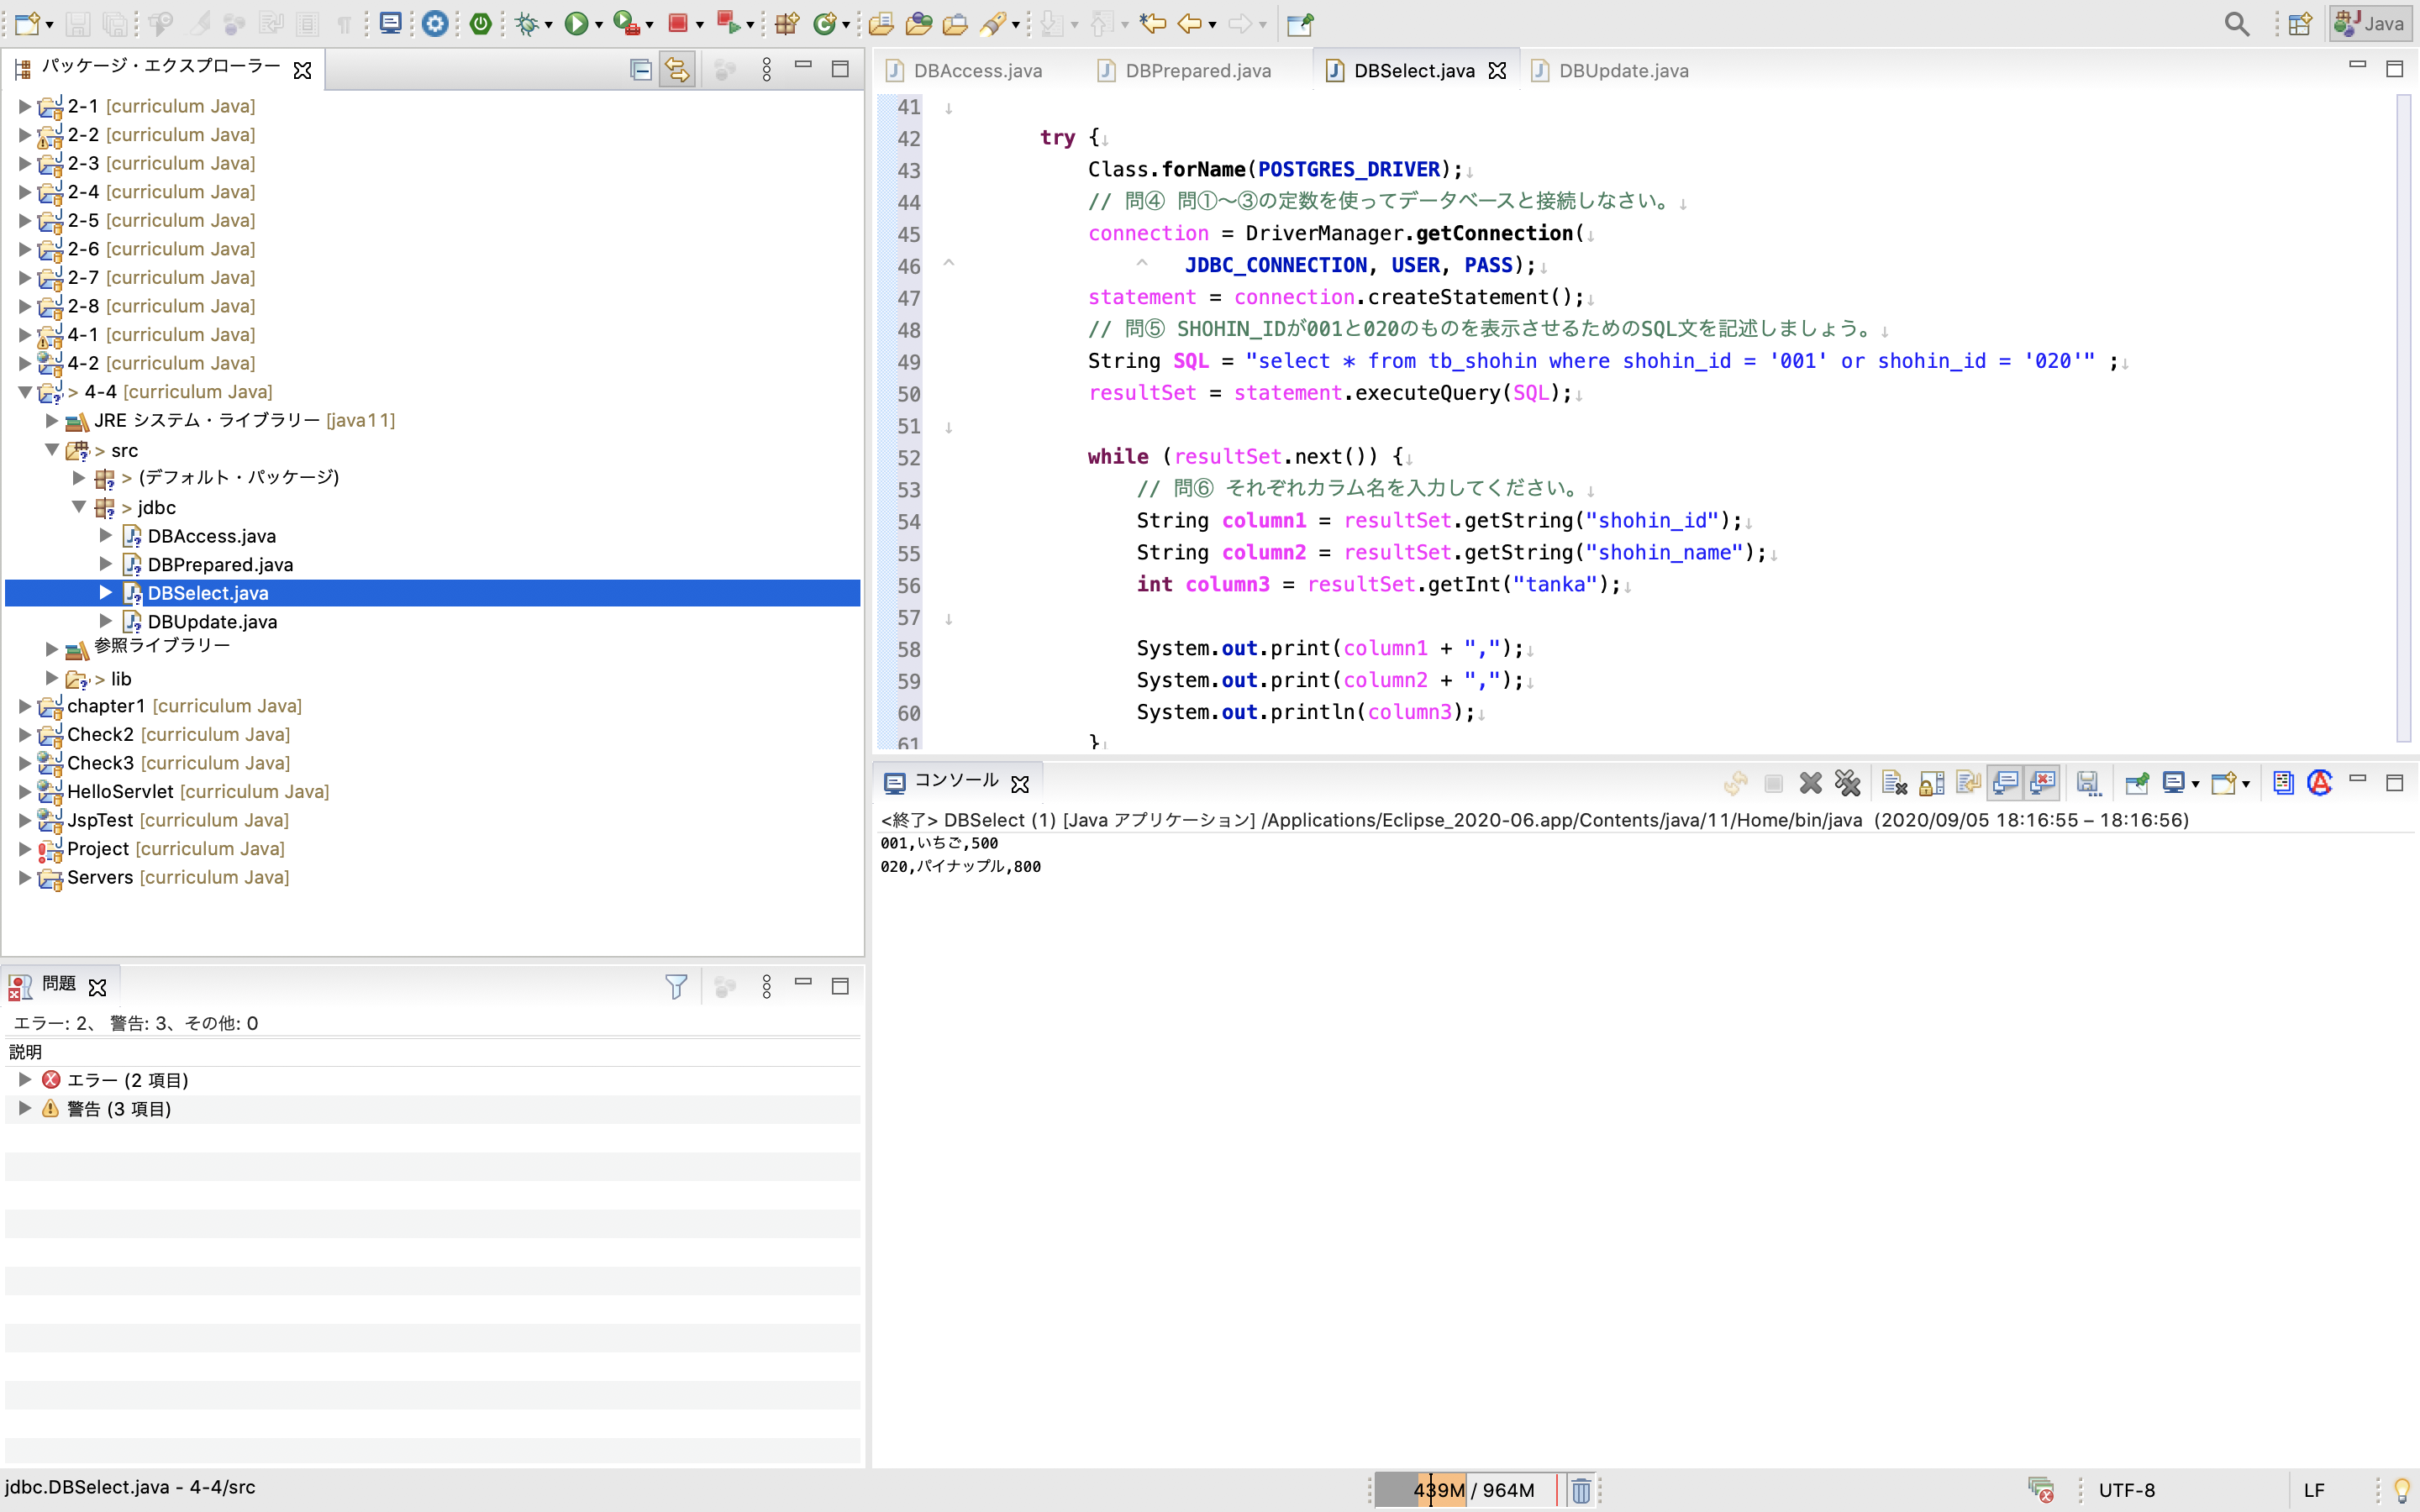 Java
パッケージ・エクスプローラー
2-1 [curriculum Java]
2-2 [curriculum Java]
2-3 [curriculum Java]
2-4 [curriculum Java]
2-5 [curriculum Java]
2-6 [curriculum Java]
2-7 [curriculum Java]
2-8 [curriculum Java]
4-1 [curriculum Java]
4-2 [curriculum Java]
> 4-4 [curriculum Java]
JRE システム・ライブラリー [java11]
> src
> (デフォルト・パッケージ)
> jdbc
DBAccess.java
DBPrepared.java
DBSelect.java
DBUpdate.java
参照ライブラリー
> lib
chapter1 [curriculum Java]
Check2 [curriculum Java]
Check3 [curriculum Java]
HelloServlet [curriculum Java]
JspTest [curriculum Java]
Project [curriculum Java]
Servers [curriculum Java]
問題
エラー: 2、 警告: 3、その他: 0
説明
エラー (2 項目)
警告 (3 項目)
DBAccess.java DBPrepared.java DBSelect.java DBUpdate.java
41
42 try {
43 Class.forName(POSTGRES_DRIVER);
44 // 問④ 問①～③の定数を使ってデータベースと接続しなさい。
45 connection = DriverManager.getConnection(
46 JDBC_CONNECTION, USER, PASS);
47 statement = connection.createStatement();
48 // 問⑤ SHOHIN_IDが001と020のものを表示させるためのSQL文を記述しましょう。
49 String SQL = "select * from tb_shohin where shohin_id = '001' or shohin_id = '020'" ;
50 resultSet = statement.executeQuery(SQL);
51
52 while (resultSet.next()) {
53 // 問⑥ それぞれカラム名を入力してください。
54 String column1 = resultSet.getString("shohin_id");
55 String column2 = resultSet.getString("shohin_name");
56 int column3 = resultSet.getInt("tanka");
57
58 System.out.print(column1 + ",");
59 System.out.print(column2 + ",");
60 System.out.println(column3);
61 }
コンソール
<終了> DBSelect (1) [Java アプリケーション] /Applications/Eclipse_2020-06.app/Contents/java/11/Home/bin/java (2020/09/05 18:16:55 – 18:16:56)
001,いちご,500
020,パイナップル,800
jdbc.DBSelect.java - 4-4/src
439M / 964M
UTF-8
LF